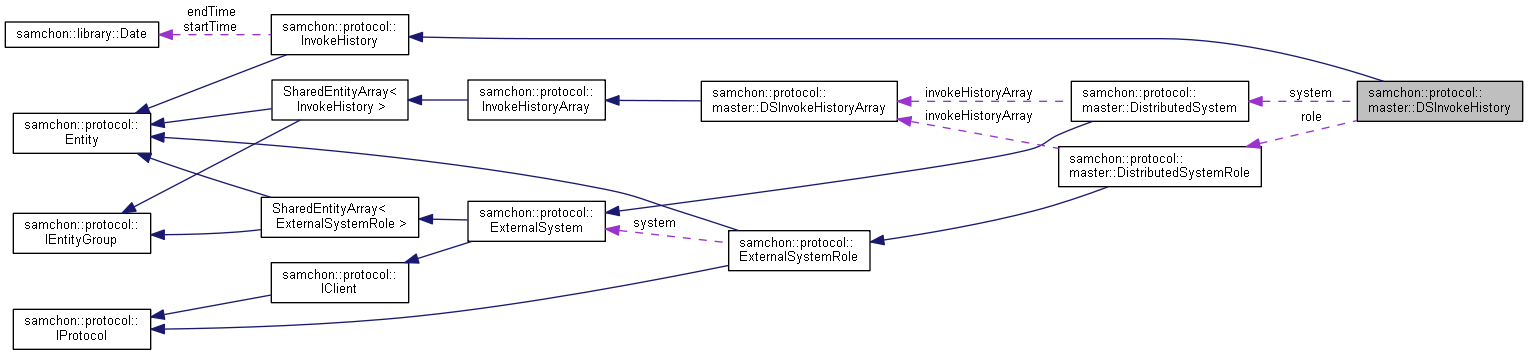 endTime
startTime
samchon::library::Date
samchon::protocol::
InvokeHistory
SharedEntityArray<
InvokeHistory >
samchon::protocol::
InvokeHistoryArray
samchon::protocol::
master::DSInvokeHistoryArray
invokeHistoryArray
invokeHistoryArray
samchon::protocol::
master::DistributedSystem
system
role
samchon::protocol::
master::DSInvokeHistory
samchon::protocol::
Entity
samchon::protocol::
master::DistributedSystemRole
samchon::protocol::
IEntityGroup
SharedEntityArray<
ExternalSystemRole >
samchon::protocol::
ExternalSystem
system
samchon::protocol::
ExternalSystemRole
samchon::protocol::
IClient
samchon::protocol::
IProtocol